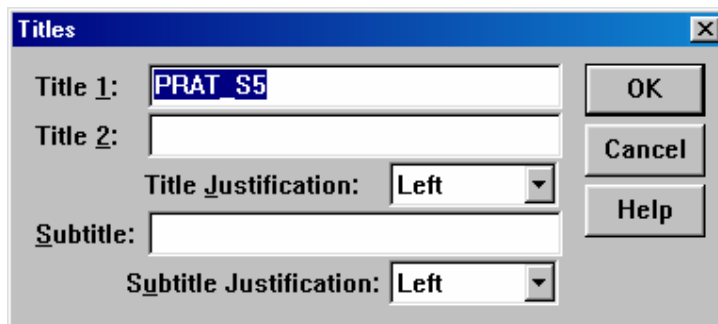 Titles
Title 1: PRAT_S5 OK
Title 2: Cancel
Title Justification: Left Help
Subtitle:
Subtitle Justification: Left